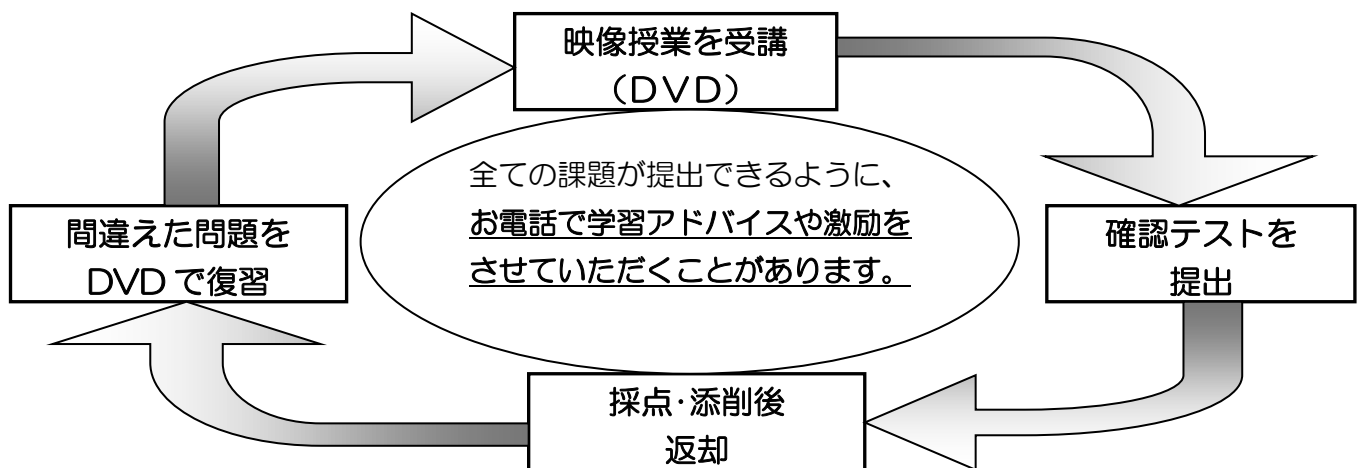 映像授業を受講
（DVD）
全ての課題が提出できるように、
お電話で学習アドバイスや激励を
させていただくことがあります。
間違えた問題を
DVDで復習
確認テストを
提出
採点･添削後
返却